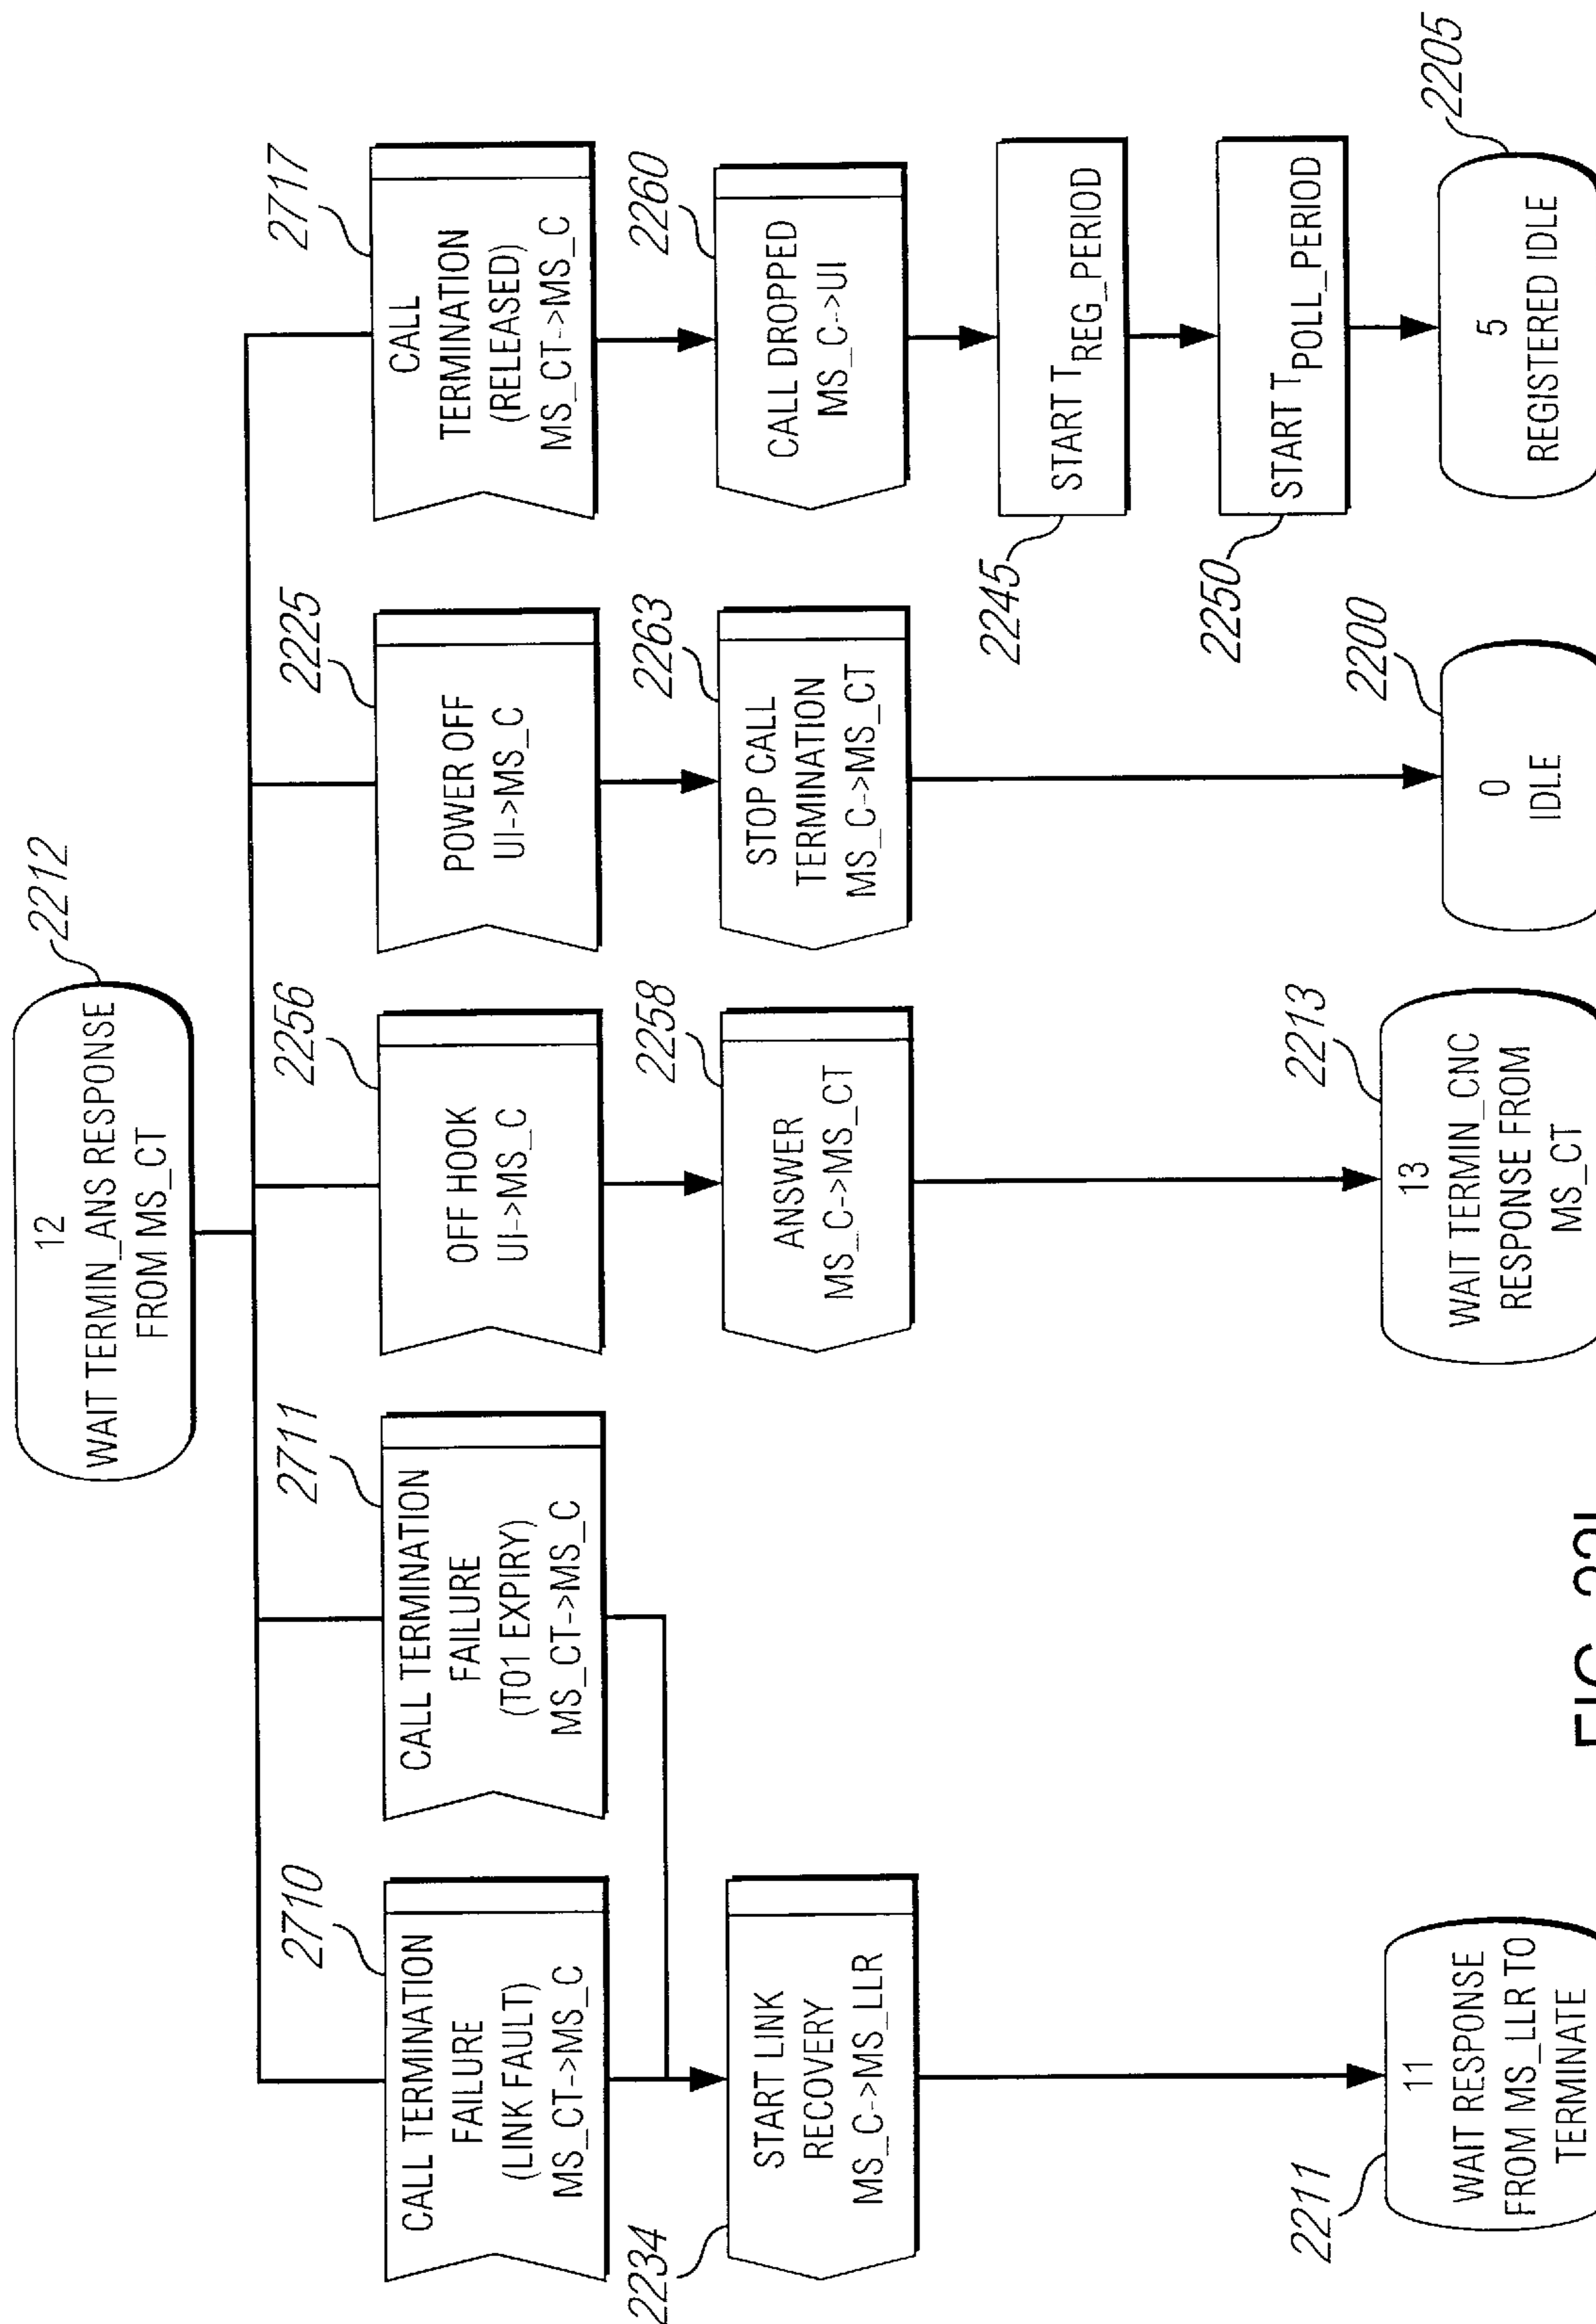 12
WAIT TERMIN_ANS RESPONSE
FROM MS_CT
2212
CALL TERMINATION
FAILURE
(LINK FAULT)
MS_CT->MS_C
2710
CALL TERMINATION
FAILURE
(T01 EXPIRY)
MS_CT->MS_C
2711
OFF HOOK
UI->MS_C
2256
POWER OFF
UI->MS_C
2225
CALL
TERMINATION
(RELEASED)
MS_CT->MS_C
2717
START LINK
RECOVERY
MS_C->MS_LLR
2234
ANSWER
MS_C->MS_CT
2258
STOP CALL
TERMINATION
MS_C->MS_CT
2263
CALL DROPPED
MS_C->UI
2260
START T REG_PERIOD
2245
START T POLL_PERIOD
2250
11
WAIT RESPONSE
FROM MS_LLR TO
TERMINATE
2211
13
WAIT TERMIN_CNC
RESPONSE FROM
MS_CT
2213
0
IDLE
2200
5
REGISTERED IDLE
2205
FIG.